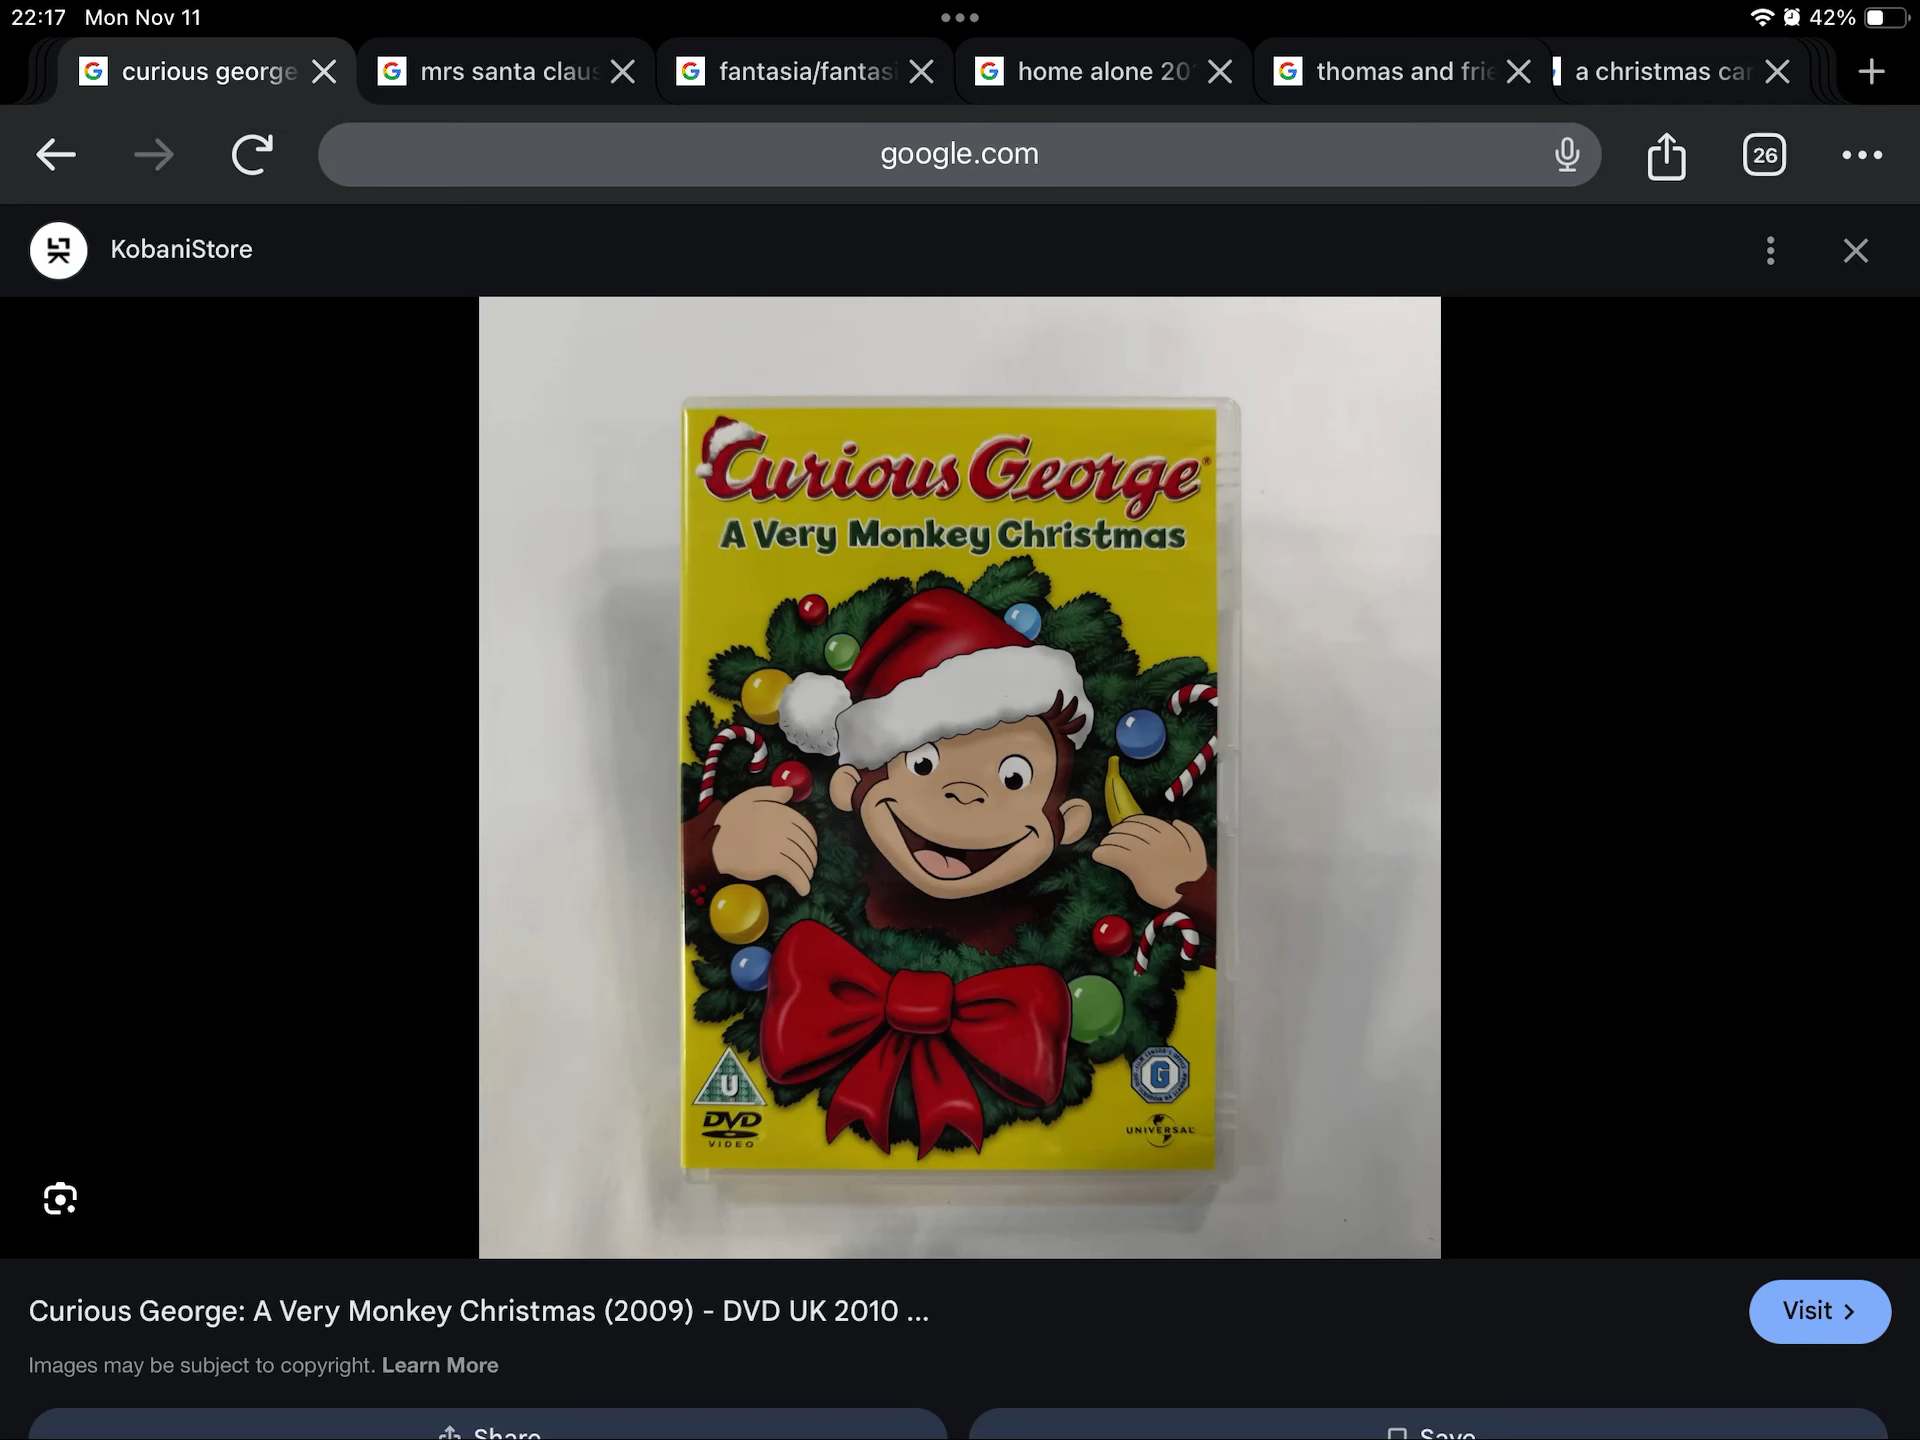 22:17 Mon Nov 11
42%
curious george
mrs santa clau
fantasia/fantasi
home alone 20
thomas and frie
a christmas car
google.com
26
KobaniStore
Curious George®
A Very Monkey Christmas
U
G
DVD
VIDEO
UNIVERSAL
Curious George: A Very Monkey Christmas (2009) - DVD UK 2010 ...
Visit
Images may be subject to copyright. Learn More
Share
Save